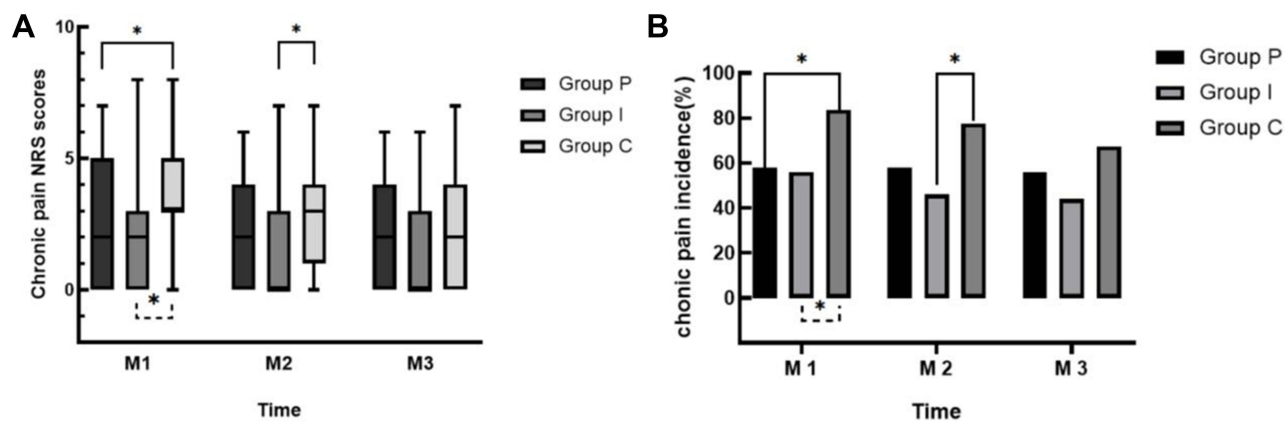 A
Chronic pain NRS scores
10
5
0
*
*
*
M1
M2
M3
Time
Group P
Group I
Group C
B
chonic pain incidence(%)
100
80
60
40
20
0
*
*
*
M 1
M 2
M 3
Time
Group P
Group I
Group C